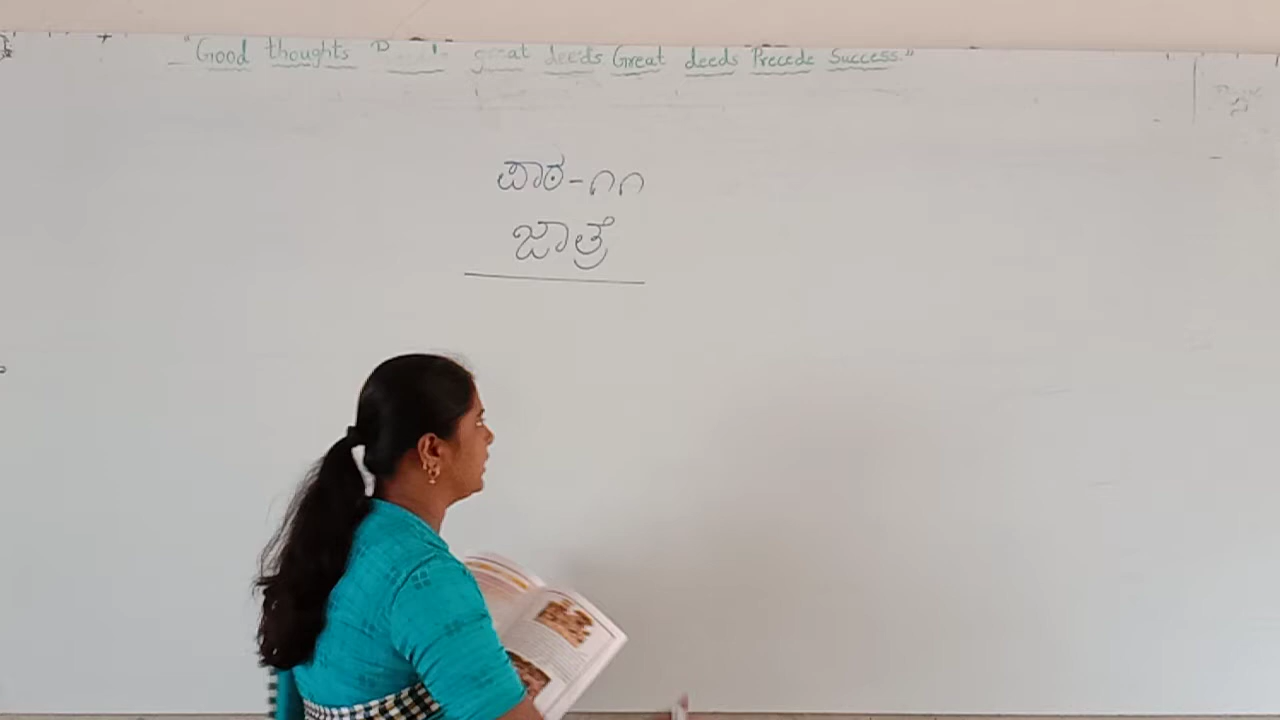 "Good thoughts great deeds Great deeds Precede Success."
ಪಾಠ-೧೧
ಜಾತ್ರೆ